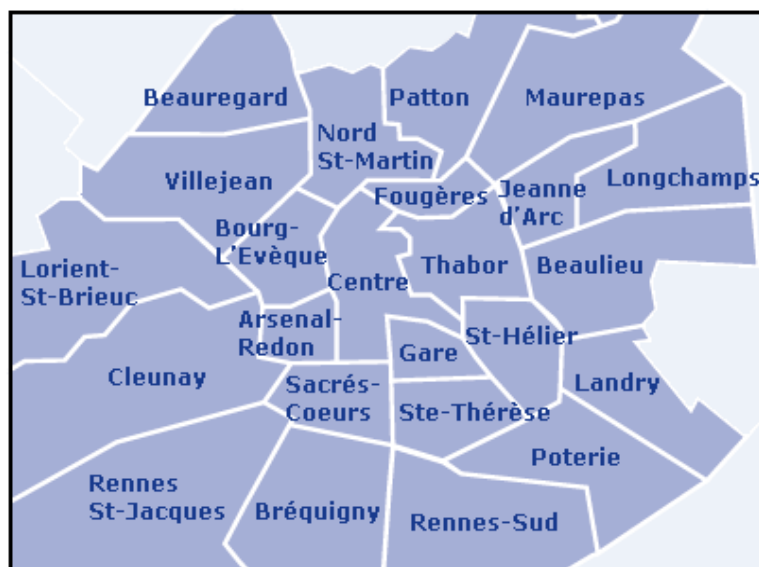 Beauregard
Patton
Maurepas
Nord
St-Martin
Villejean
Fougères
Jeanne
d'Arc
Longchamps
Bourg-
L'Evèque
Lorient-
St-Brieuc
Centre
Thabor
Beaulieu
Arsenal-
Redon
St-Hélier
Gare
Cleunay
Sacrés-
Coeurs
Landry
Ste-Thérèse
Poterie
Rennes
St-Jacques
Bréquigny
Rennes-Sud